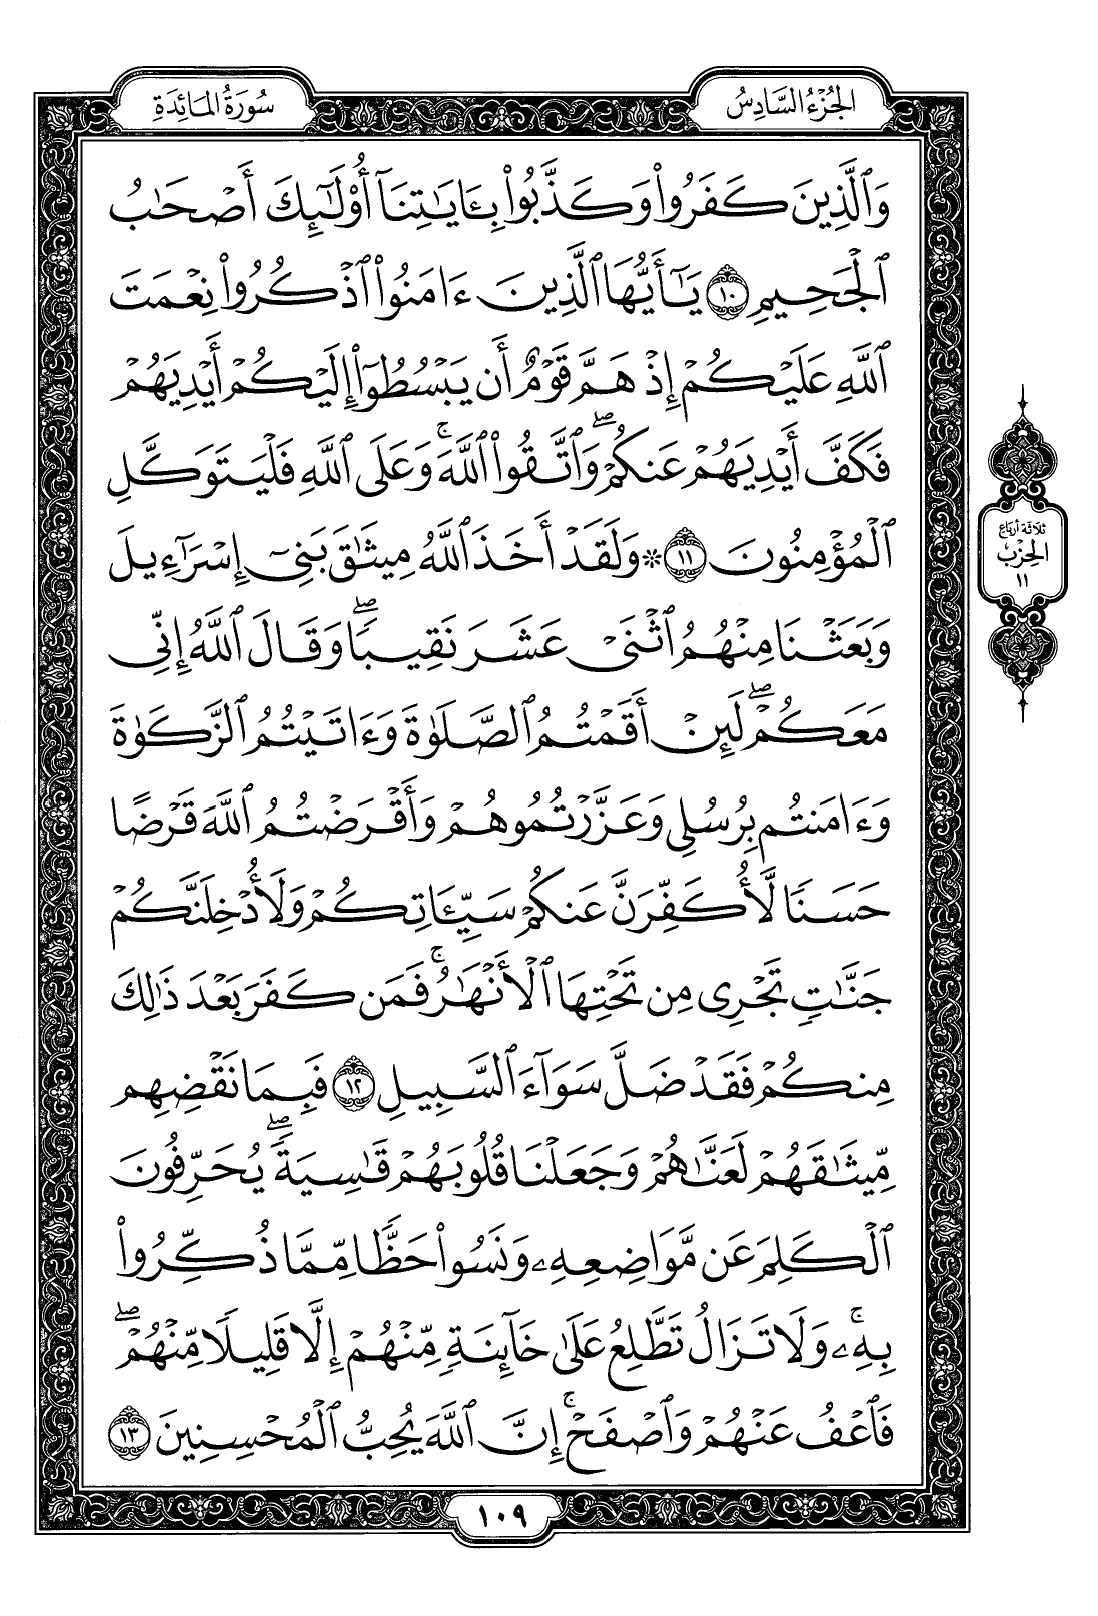 الجُزْءُ السَّادِسُ
سُورَةُ المَائِدَةِ
وَٱلَّذِينَ كَفَرُوا۟ وَكَذَّبُوا۟ بِـَٔايَـٰتِنَآ أُو۟لَـٰٓئِكَ أَصْحَـٰبُ
ٱلْجَحِيمِ ١٠ يَـٰٓأَيُّهَا ٱلَّذِينَ ءَامَنُوا۟ ٱذْكُرُوا۟ نِعْمَتَ
ٱللَّهِ عَلَيْكُمْ إِذْ هَمَّ قَوْمٌ أَن يَبْسُطُوٓا۟ إِلَيْكُمْ أَيْدِيَهُمْ
فَكَفَّ أَيْدِيَهُمْ عَنكُمْ ۖ وَٱتَّقُوا۟ ٱللَّهَ ۚ وَعَلَى ٱللَّهِ فَلْيَتَوَكَّلِ
ٱلْمُؤْمِنُونَ ١١ * وَلَقَدْ أَخَذَ ٱللَّهُ مِيثَـٰقَ بَنِىٓ إِسْرَٰٓءِيلَ
وَبَعَثْنَا مِنْهُمُ ٱثْنَىْ عَشَرَ نَقِيبًا ۖ وَقَالَ ٱللَّهُ إِنِّى
مَعَكُمْ ۖ لَئِنْ أَقَمْتُمُ ٱلصَّلَوٰةَ وَءَاتَيْتُمُ ٱلزَّكَوٰةَ
وَءَامَنتُم بِرُسُلِى وَعَزَّرْتُمُوهُمْ وَأَقْرَضْتُمُ ٱللَّهَ قَرْضًا
حَسَنًا لَّأُكَفِّرَنَّ عَنكُمْ سَيِّـَٔاتِكُمْ وَلَأُدْخِلَنَّكُمْ
جَنَّـٰتٍ تَجْرِى مِن تَحْتِهَا ٱلْأَنْهَـٰرُ ۚ فَمَن كَفَرَ بَعْدَ ذَٰلِكَ
مِنكُمْ فَقَدْ ضَلَّ سَوَآءَ ٱلسَّبِيلِ ١٢ فَبِمَا نَقْضِهِم
مِّيثَـٰقَهُمْ لَعَنَّـٰهُمْ وَجَعَلْنَا قُلُوبَهُمْ قَـٰسِيَةً ۖ يُحَرِّفُونَ
ٱلْكَلِمَ عَن مَّوَاضِعِهِۦ وَنَسُوا۟ حَظًّا مِّمَّا ذُكِّرُوا۟
بِهِۦ ۚ وَلَا تَزَالُ تَطَّلِعُ عَلَىٰ خَآئِنَةٍ مِّنْهُمْ إِلَّا قَلِيلًا مِّنْهُمْ ۖ
فَٱعْفُ عَنْهُمْ وَٱصْفَحْ ۚ إِنَّ ٱللَّهَ يُحِبُّ ٱلْمُحْسِنِينَ ١٣
ثلاثة أرباع
الحِزْب
١١
١٠٩